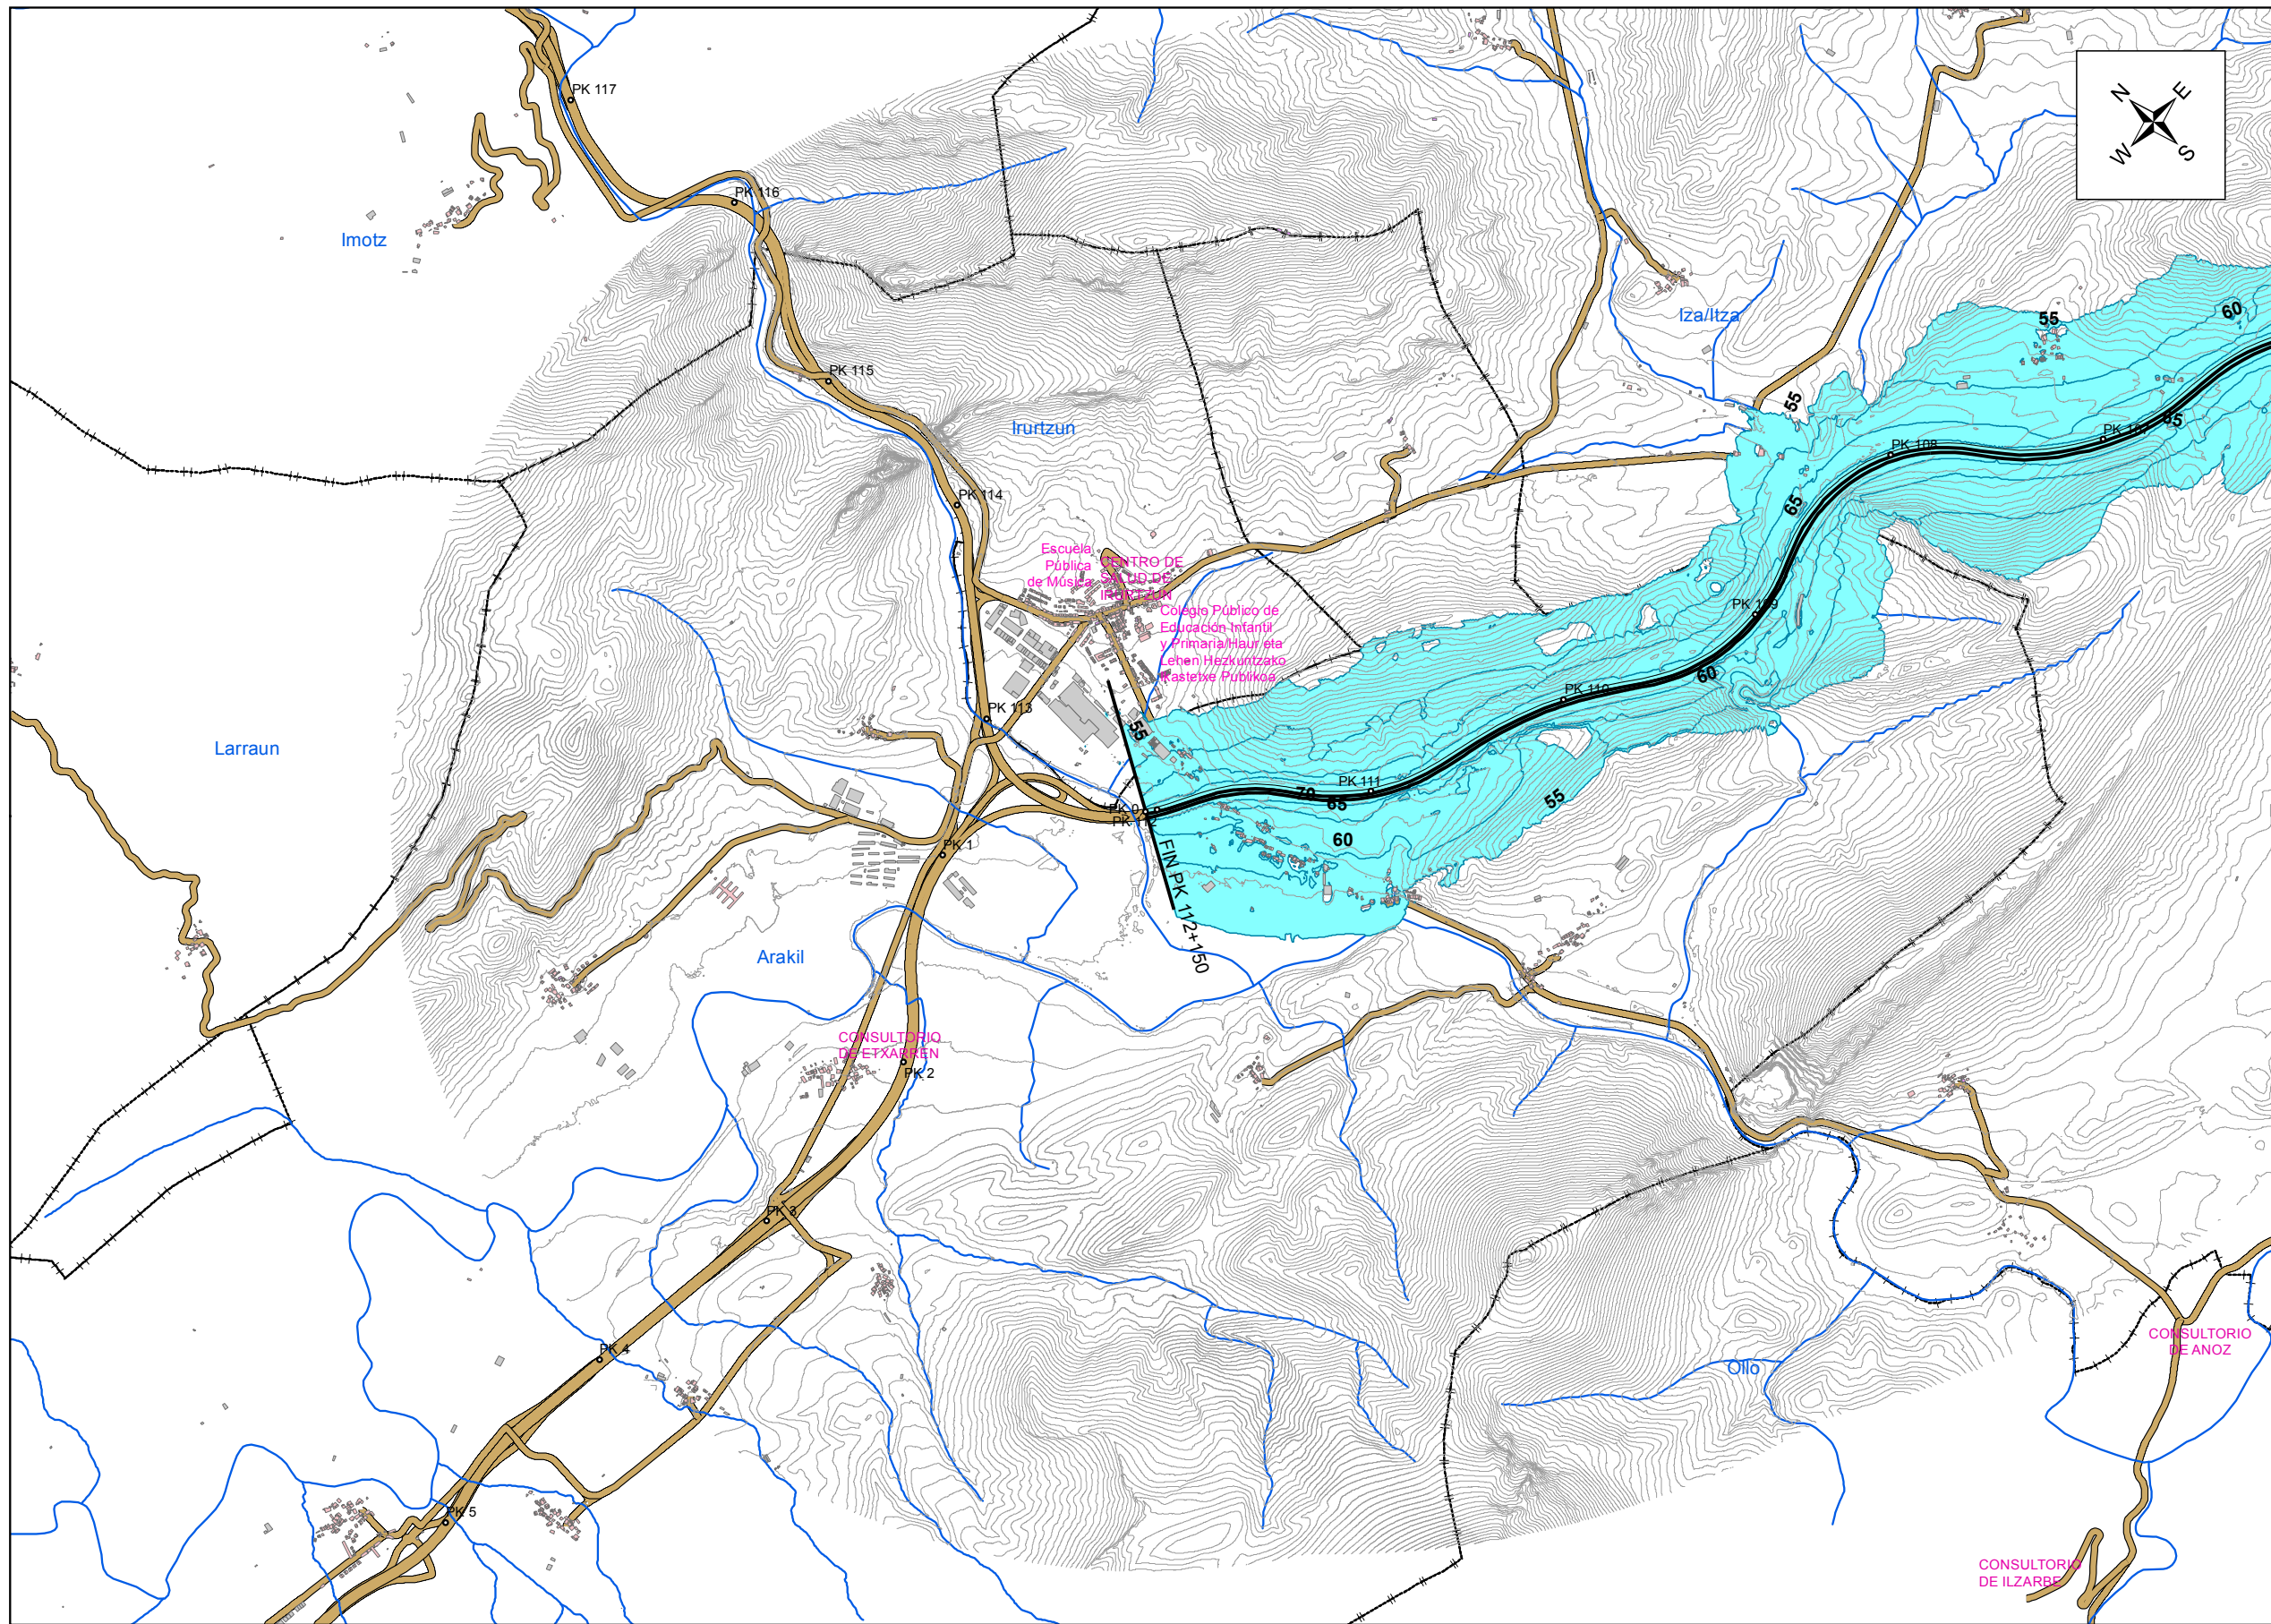 PK 117
N
E
W
S
PK 116
Imotz
Iza/Itza
55
60
PK 115
55
Irurtzun
PK 107
65
PK 108
PK 114
65
Escuela
Pública
de Música
CENTRO DE
SALUD DE
IRURTZUN
Colegio Público de
Educación Infantil
y Primaria/Haur eta
Lehen Hezkuntzako
Kastetxe Publikoa
PK 109
60
PK 110
PK 113
55
Larraun
PK 111
70
65
55
PK 0
PK 112
60
PK 1
FIN PK 112+150
Arakil
CONSULTORIO
DE ETXARREN
PK 2
PK 3
CONSULTORIO
DE ANOZ
PK 4
Ollo
PK 5
CONSULTORIO
DE ILZARBE